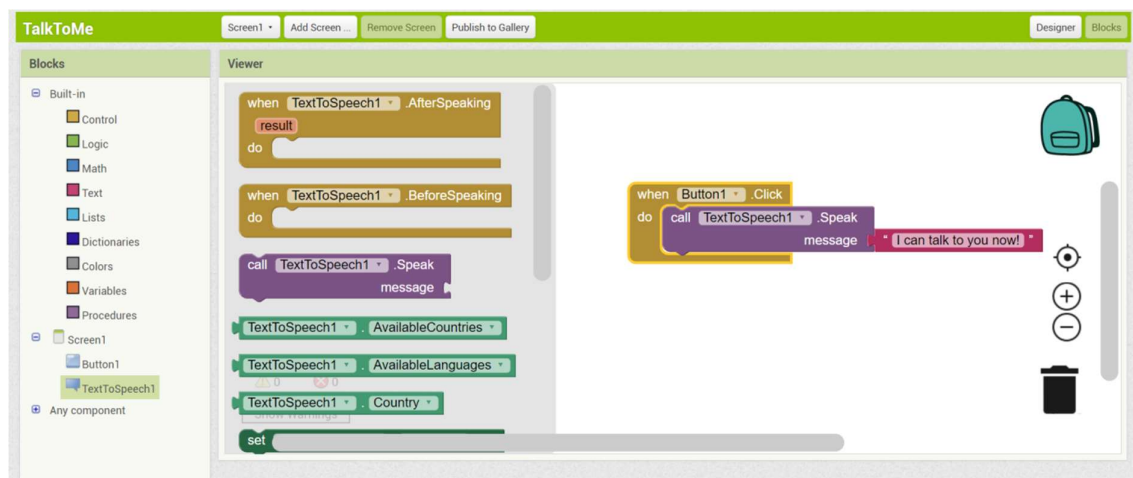 TalkToMe
Screen1 Add Screen ... Remove Screen Publish to Gallery Designer Blocks
Blocks
Viewer
Built-in
Control
Logic
Math
Text
Lists
Dictionaries
Colors
Variables
Procedures
Screen1
Button1
TextToSpeech1
Any component
when TextToSpeech1 .AfterSpeaking
result
do
when TextToSpeech1 .BeforeSpeaking
do
call TextToSpeech1 .Speak
message
TextToSpeech1 . AvailableCountries
TextToSpeech1 . AvailableLanguages
0 0
TextToSpeech1 . Country
Show Warnings
set
when Button1 .Click
do call TextToSpeech1 .Speak
message " I can talk to you now! "